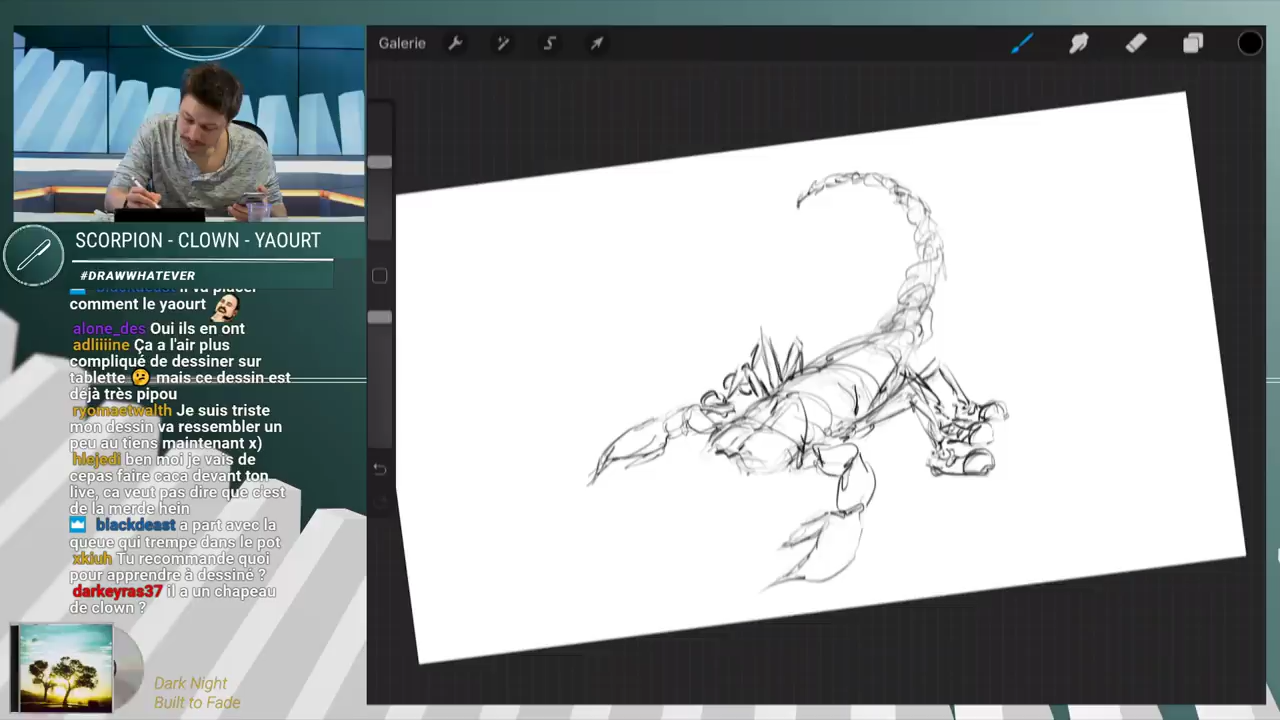 Galerie
SCORPION - CLOWN - YAOURT
#DRAWWHATEVER
comment le yaourt
alone_des Oui ils en ont
adliiiine Ça a l'air plus
compliqué de dessiner sur
tablette 🤔 mais ce dessin est
déjà très pipou
ryomaetwalth Je suis triste
mon dessin va ressembler un
peu au tiens maintenant x)
hlejedi ben moi je vais de
cepas faire caca devant ton
live, ca veut pas dire que c'est
de la merde hein
blackdeast a part avec la
queue qui trempe dans le pot
xkiuh Tu recommande quoi
pour apprendre à dessiné ?
darkeyras37 il a un chapeau
de clown ?
Dark Night
Built to Fade